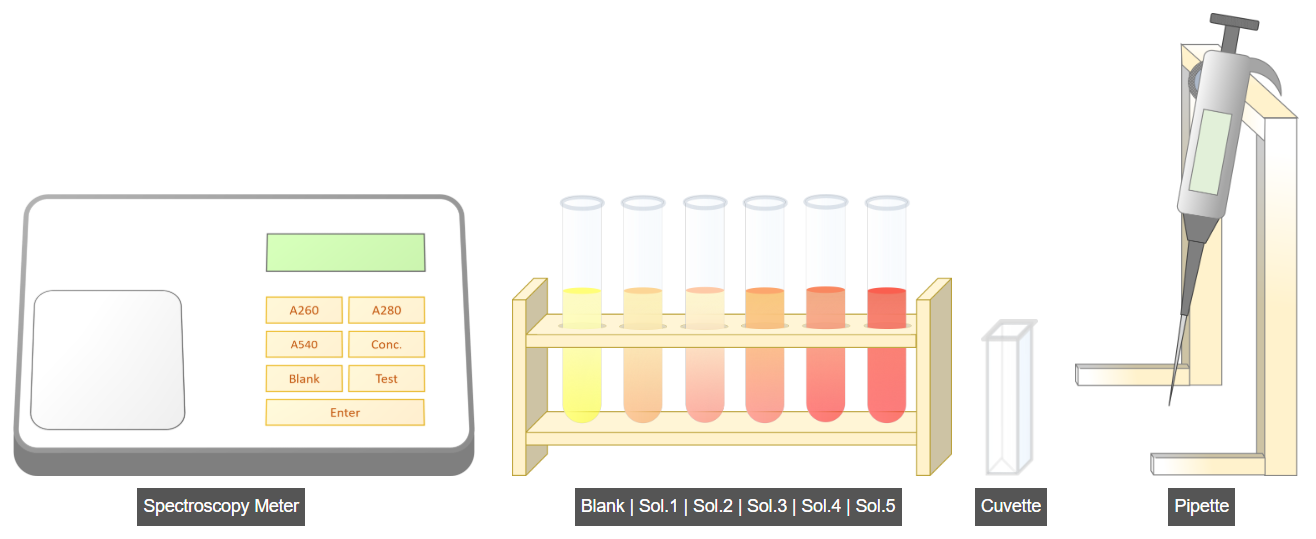 A260
A280
A540
Conc.
Blank
Test
Enter
Spectroscopy Meter
Blank | Sol.1 | Sol.2 | Sol.3 | Sol.4 | Sol.5
Cuvette
Pipette